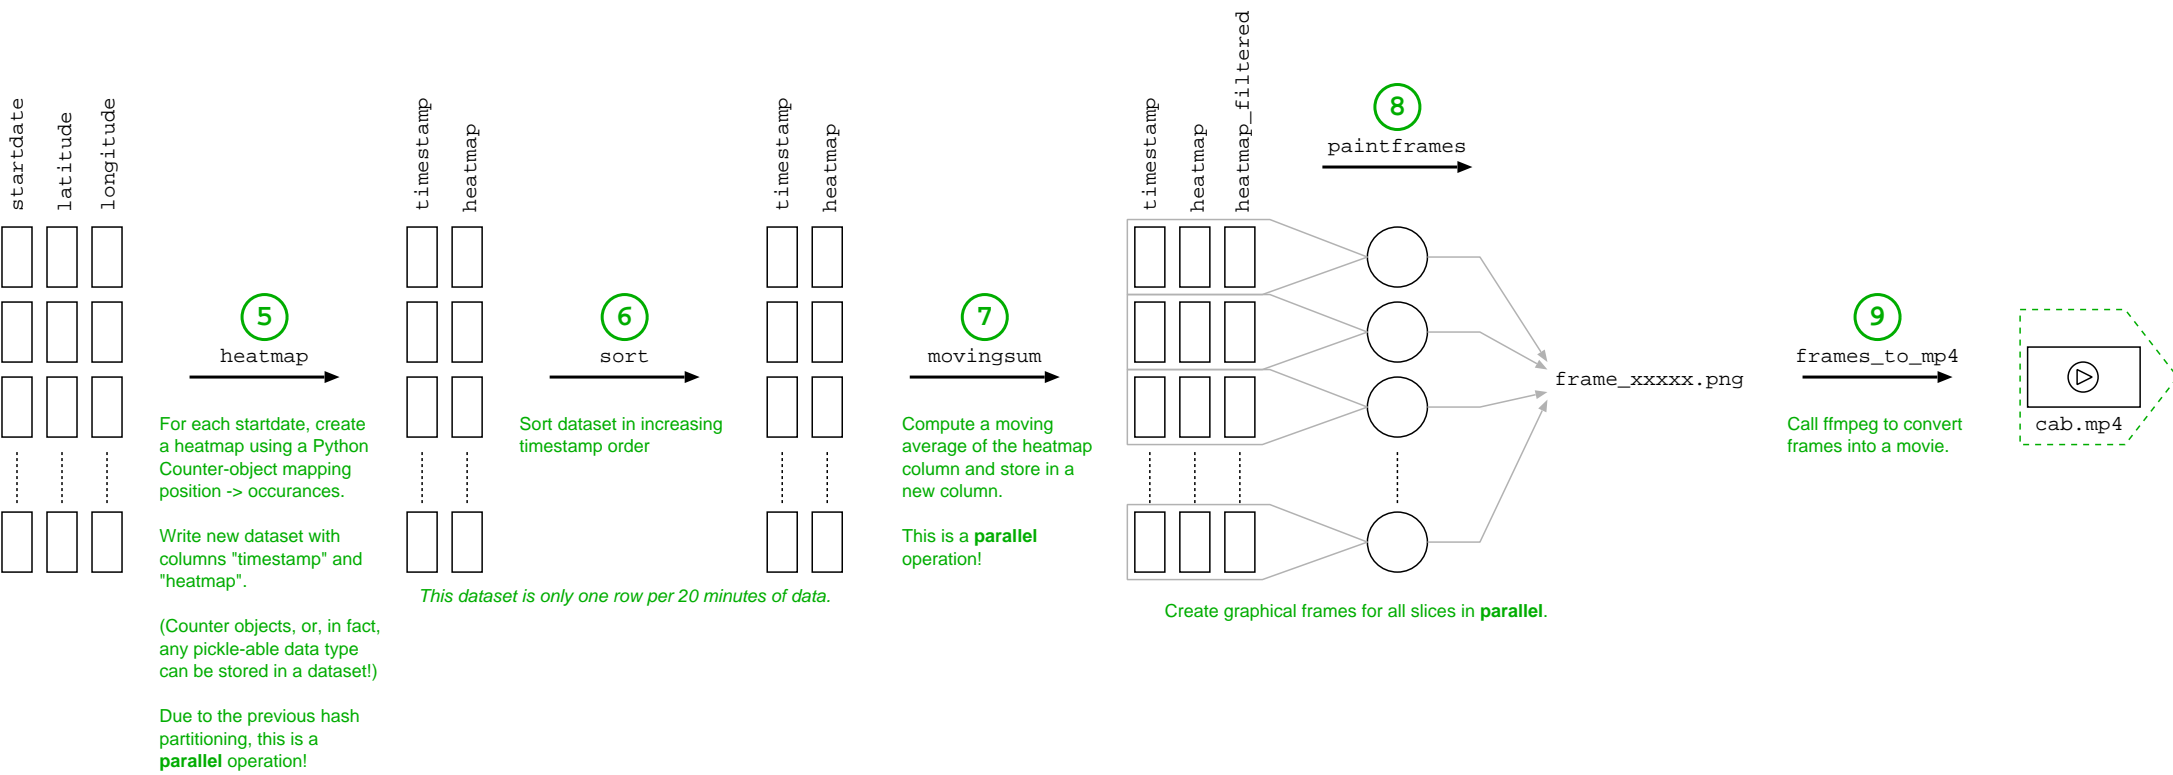 startdate
latitude
longitude
5
heatmap
For each startdate, create
a heatmap using a Python
Counter-object mapping
position -> occurances.
Write new dataset with
columns "timestamp" and
"heatmap".
(Counter objects, or, in fact,
any pickle-able data type
can be stored in a dataset!)
Due to the previous hash
partitioning, this is a
parallel operation!
timestamp
heatmap
6
sort
Sort dataset in increasing
timestamp order
This dataset is only one row per 20 minutes of data.
timestamp
heatmap
7
movingsum
Compute a moving
average of the heatmap
column and store in a
new column.
This is a parallel
operation!
timestamp
heatmap
heatmap_filtered
8
paintframes
Create graphical frames for all slices in parallel.
frame_xxxxx.png
9
frames_to_mp4
Call ffmpeg to convert
frames into a movie.
cab.mp4